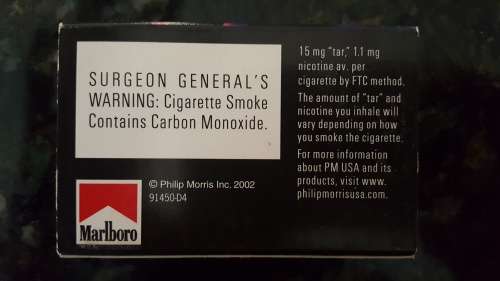 SURGEON GENERAL'S
WARNING: Cigarette Smoke
Contains Carbon Monoxide.
15 mg "tar," 1.1 mg
nicotine av. per
cigarette by FTC method.
The amount of "tar" and
nicotine you inhale will
vary depending on how
you smoke the cigarette.
For more information
about PM USA and its
products, visit www.
philipmorrisusa.com.
© Philip Morris Inc. 2002
91450-D4
Marlboro